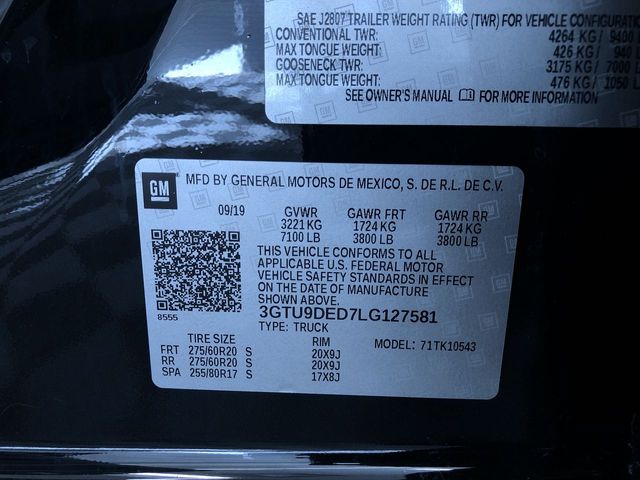 SAE J2807 TRAILER WEIGHT RATING (TWR) FOR VEHICLE
CONVENTIONAL TWR: 4264 KG / 9400
MAX TONGUE WEIGHT: 426 KG / 940
GOOSENECK TWR: 3175 KG / 7000 LB
MAX TONGUE WEIGHT: 476 KG / 1050 LB
SEE OWNER'S MANUAL FOR MORE INFORMATION
GM MFD BY GENERAL MOTORS DE MEXICO, S. DE R.L. DE C.V.
09/19 GVWR GAWR FRT GAWR RR
3221 KG 1724 KG 1724 KG
7100 LB 3800 LB 3800 LB
THIS VEHICLE CONFORMS TO ALL
APPLICABLE U.S. FEDERAL MOTOR
VEHICLE SAFETY STANDARDS IN EFFECT
ON THE DATE OF MANUFACTURE
SHOWN ABOVE.
8555 3GTU9DED7LG127581
TYPE: TRUCK
TIRE SIZE RIM MODEL: 71TK10543
FRT 275/60R20 S 20X9J
RR 275/60R20 S 20X9J
SPA 255/80R17 S 17X8J